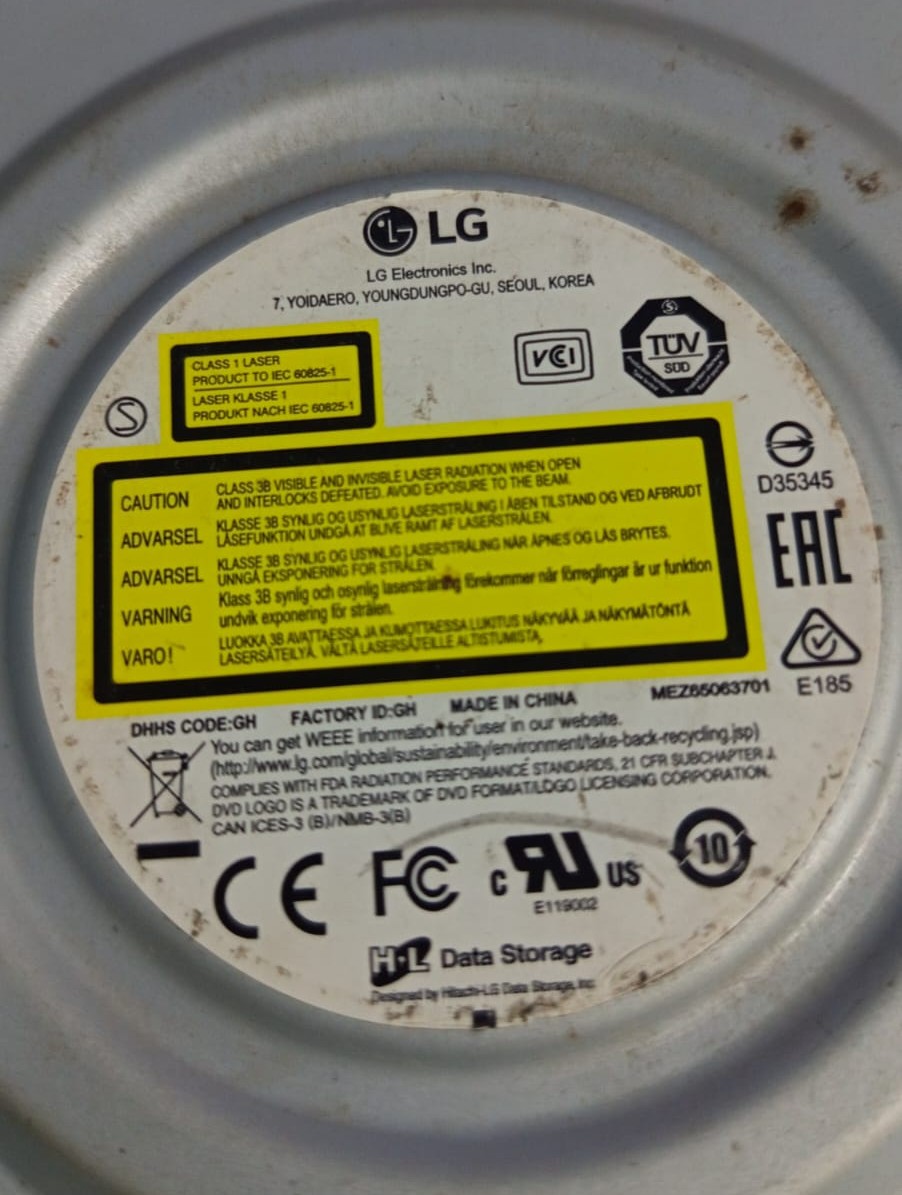 LG
LG Electronics Inc.
7, YOIDAERO, YOUNGDUNGPO-GU, SEOUL, KOREA
CLASS 1 LASER
PRODUCT TO IEC 60825-1
LASER KLASSE 1
PRODUKT NACH IEC 60825-1
S
VCCI
TÜV
SÜD
D35345
EAC
E185
CAUTION
CLASS 3B VISIBLE AND INVISIBLE LASER RADIATION WHEN OPEN
AND INTERLOCKS DEFEATED. AVOID EXPOSURE TO THE BEAM.
ADVARSEL
KLASSE 3B SYNLIG OG USYNLIG LASERSTRÅLING I ÅBEN TILSTAND OG VED AFBRUDT
LÅSEFUNKTION UNDGÅ AT BLIVE RAMT AF LASERSTRÅLEN.
ADVARSEL
KLASSE 3B SYNLIG OG USYNLIG LASERSTRÅLING NÅR ÅPNES OG LÅS BRYTES.
UNNGÅ EKSPONERING FOR STRÅLEN.
VARNING
Klass 3B synlig och osynlig laserstrålning förekommer når förreglingar år ur funktion
undvik exponering för strålen.
VARO!
LUOKKA 3B AVATTAESSA JA KUMOTTAESSA LUKITUS NÄKYVÄÄ JA NÄKYMÄTÖNTÄ
LASERSÄTEILYÄ. VÄLTÄ LASERSÄTEILLE ALTISTUMISTA.
DHHS CODE:GH FACTORY ID:GH MADE IN CHINA MEZ65063701
You can get WEEE information for user in our website.
(http://www.lg.com/global/sustainability/environment/take-back-recycling.jsp)
COMPLIES WITH FDA RADIATION PERFORMANCE STANDARDS, 21 CFR SUBCHAPTER J.
DVD LOGO IS A TRADEMARK OF DVD FORMAT/LOGO LICENSING CORPORATION.
CAN ICES-3 (B)/NMB-3(B)
CE FC c RU US 10
E119002
H·L Data Storage
Designed by Hitachi-LG Data Storage, Inc